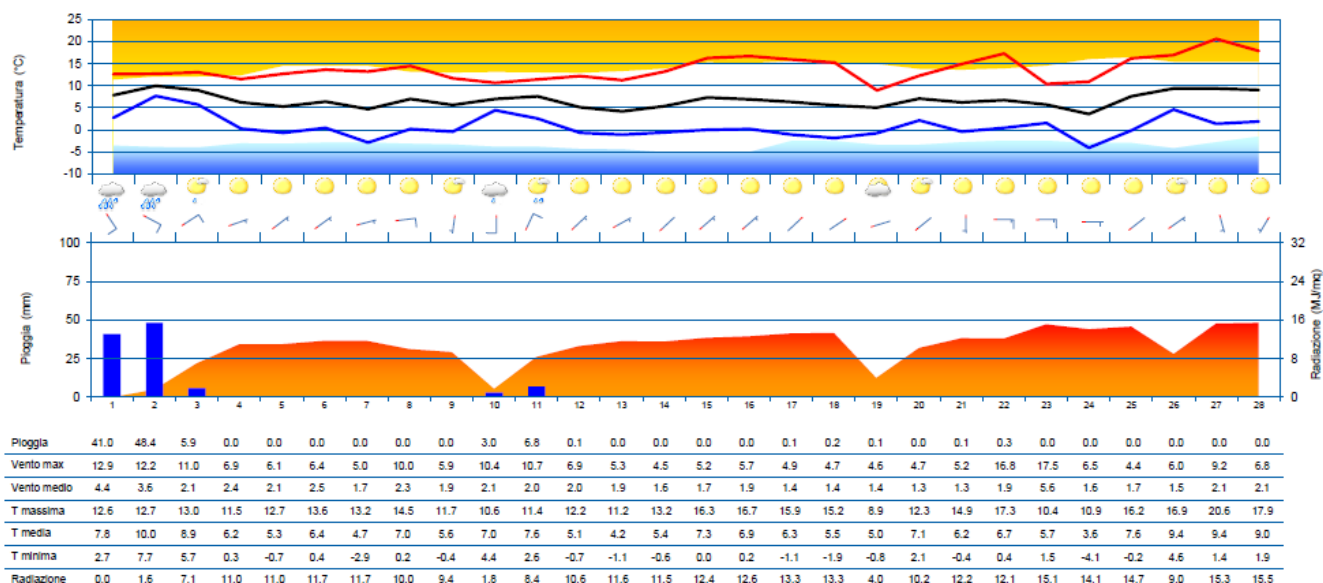 25
20
15
10
5
0
-5
-10
Temperatura (°C)
100
75
50
25
0
Pioggia (mm)
32
24
16
8
0
Radiazione (MJ/mq)
1 2 3 4 5 6 7 8 9 10 11 12 13 14 15 16 17 18 19 20 21 22 23 24 25 26 27 28
Pioggia 41.0 48.4 5.9 0.0 0.0 0.0 0.0 0.0 0.0 3.0 6.8 0.1 0.0 0.0 0.0 0.0 0.1 0.2 0.1 0.0 0.1 0.3 0.0 0.0 0.0 0.0 0.0 0.0
Vento max 12.9 12.2 11.0 6.9 6.1 6.4 5.0 10.0 5.9 10.4 10.7 6.9 5.3 4.5 5.2 5.7 4.9 4.7 4.6 4.7 5.2 16.8 17.5 6.5 4.4 6.0 9.2 6.8
Vento medio 4.4 3.6 2.1 2.4 2.1 2.5 1.7 2.3 1.9 2.1 2.0 2.0 1.9 1.6 1.7 1.9 1.4 1.4 1.4 1.3 1.3 1.9 5.6 1.6 1.7 1.5 2.1 2.1
T massima 12.6 12.7 13.0 11.5 12.7 13.6 13.2 14.5 11.7 10.6 11.4 12.2 11.2 13.2 16.3 16.7 15.9 15.2 8.9 12.3 14.9 17.3 10.4 10.9 16.2 16.9 20.6 17.9
T media 7.8 10.0 8.9 6.2 5.3 6.4 4.7 7.0 5.6 7.0 7.6 5.1 4.2 5.4 7.3 6.9 6.3 5.5 5.0 7.1 6.2 6.7 5.7 3.6 7.6 9.4 9.4 9.0
T minima 2.7 7.7 5.7 0.3 -0.7 0.4 -2.9 0.2 -0.4 4.4 2.6 -0.7 -1.1 -0.6 0.0 0.2 -1.1 -1.9 -0.8 2.1 -0.4 0.4 1.5 -4.1 -0.2 4.6 1.4 1.9
Radiazione 0.0 1.6 7.1 11.0 11.0 11.7 11.7 10.0 9.4 1.8 8.4 10.6 11.6 11.5 12.4 12.6 13.3 13.3 4.0 10.2 12.2 12.1 15.1 14.1 14.7 9.0 15.3 15.5